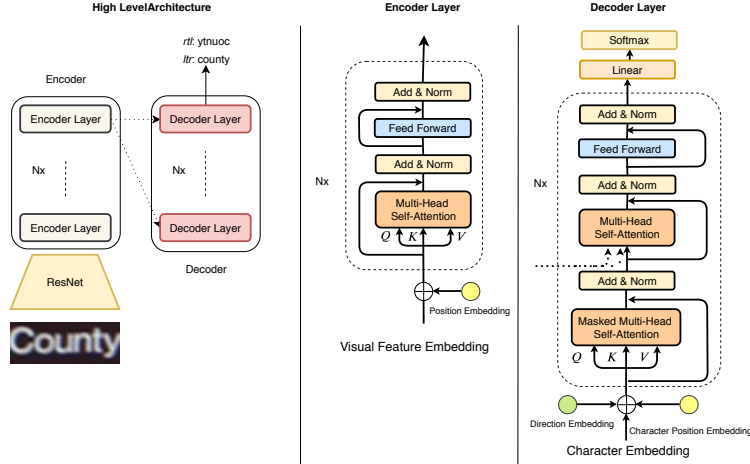 High LevelArchitecture
rtl: ytnuoc
ltr: county
Encoder
Encoder Layer
Decoder Layer
Nx
Nx
Encoder Layer
Decoder Layer
Decoder
ResNet
County
Encoder Layer
Add & Norm
Feed Forward
Add & Norm
Nx
Multi-Head
Self-Attention
Q
K
V
Position Embedding
Visual Feature Embedding
Decoder Layer
Softmax
Linear
Add & Norm
Feed Forward
Nx
Add & Norm
Multi-Head
Self-Attention
Add & Norm
Masked Multi-Head
Self-Attention
Q
K
V
Direction Embedding
Character Position Embedding
Character Embedding